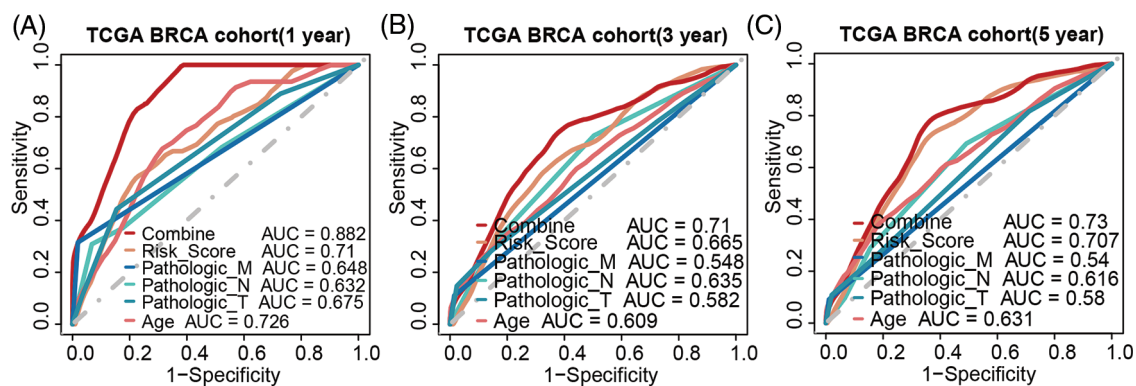 (A)
TCGA BRCA cohort(1 year)
Sensitivity
0.0 0.2 0.4 0.6 0.8 1.0
Combine AUC = 0.882
Risk_Score AUC = 0.71
Pathologic_M AUC = 0.648
Pathologic_N AUC = 0.632
Pathologic_T AUC = 0.675
Age AUC = 0.726
0.0 0.2 0.4 0.6 0.8 1.0
1−Specificity
(B)
TCGA BRCA cohort(3 year)
Sensitivity
0.0 0.2 0.4 0.6 0.8 1.0
Combine AUC = 0.71
Risk_Score AUC = 0.665
Pathologic_M AUC = 0.548
Pathologic_N AUC = 0.635
Pathologic_T AUC = 0.582
Age AUC = 0.609
0.0 0.2 0.4 0.6 0.8 1.0
1−Specificity
(C)
TCGA BRCA cohort(5 year)
Sensitivity
0.0 0.2 0.4 0.6 0.8 1.0
Combine AUC = 0.73
Risk_Score AUC = 0.707
Pathologic_M AUC = 0.54
Pathologic_N AUC = 0.616
Pathologic_T AUC = 0.58
Age AUC = 0.631
0.0 0.2 0.4 0.6 0.8 1.0
1−Specificity